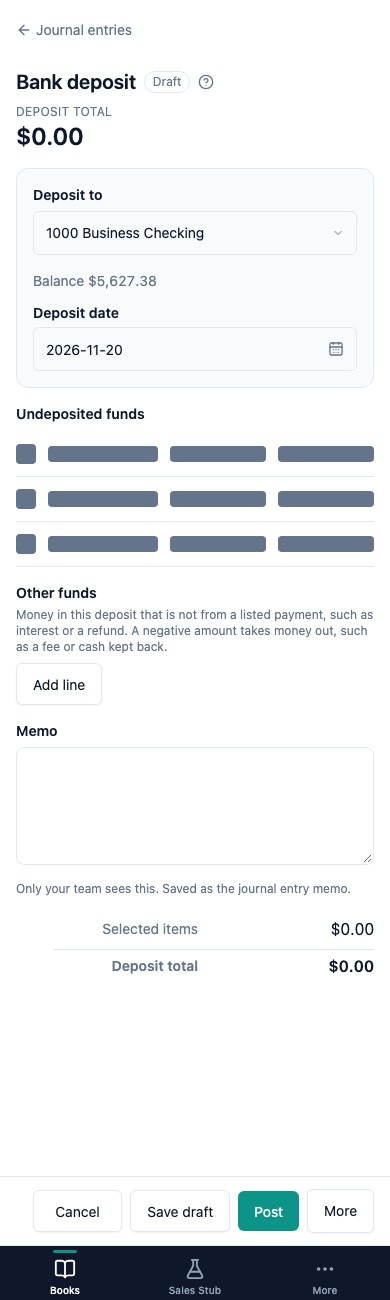 Journal entries
Bank deposit Draft
DEPOSIT TOTAL
$0.00
Deposit to
1000 Business Checking
Balance $5,627.38
Deposit date
2026-11-20
Undeposited funds
Other funds
Money in this deposit that is not from a listed payment, such as
interest or a refund. A negative amount takes money out, such
as a fee or cash kept back.
Add line
Memo
Only your team sees this. Saved as the journal entry memo.
Selected items $0.00
Deposit total $0.00
Cancel Save draft Post More
Books Sales Stub More